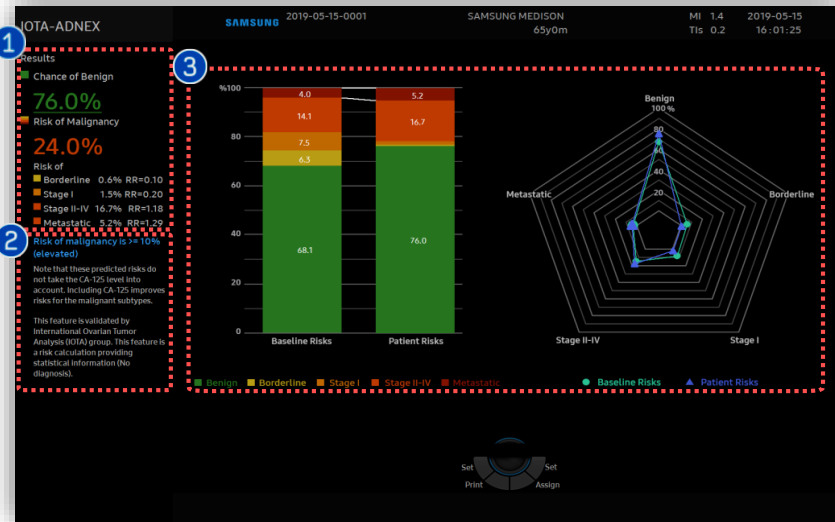 IOTA-ADNEX
SAMSUNG
2019-05-15-0001
SAMSUNG MEDISON
65y0m
MI 1.4
TIs 0.2
2019-05-15
16:01:25
1
Results
Chance of Benign
76.0%
Risk of Malignancy
24.0%
Risk of
Borderline 0.6% RR=0.10
Stage I 1.5% RR=0.20
Stage II-IV 16.7% RR=1.18
Metastatic 5.2% RR=1.29
2
Risk of malignancy is >= 10%
(elevated)
Note that these predicted risks do
not take the CA-125 level into
account. Including CA-125 improves
risks for the malignant subtypes.
This feature is validated by
International Ovarian Tumor
Analysis (IOTA) group. This feature is
a risk calculation providing
statistical information (No
diagnosis).
3
%100
80
60
40
20
0
4.0
14.1
7.5
6.3
68.1
5.2
16.7
76.0
Baseline Risks
Patient Risks
Benign
Borderline
Stage I
Stage II-IV
Metastatic
Benign
100 %
80
60
40
20
Metastatic
Borderline
Stage II-IV
Stage I
Baseline Risks
Patient Risks
Set
Set
Print
Assign